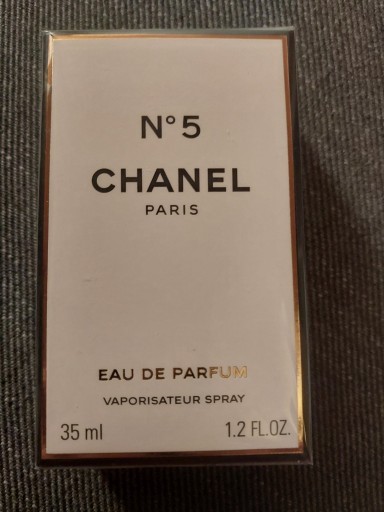 N°5
CHANEL
PARIS
EAU DE PARFUM
VAPORISATEUR SPRAY
35 ml 1.2 FL.OZ.